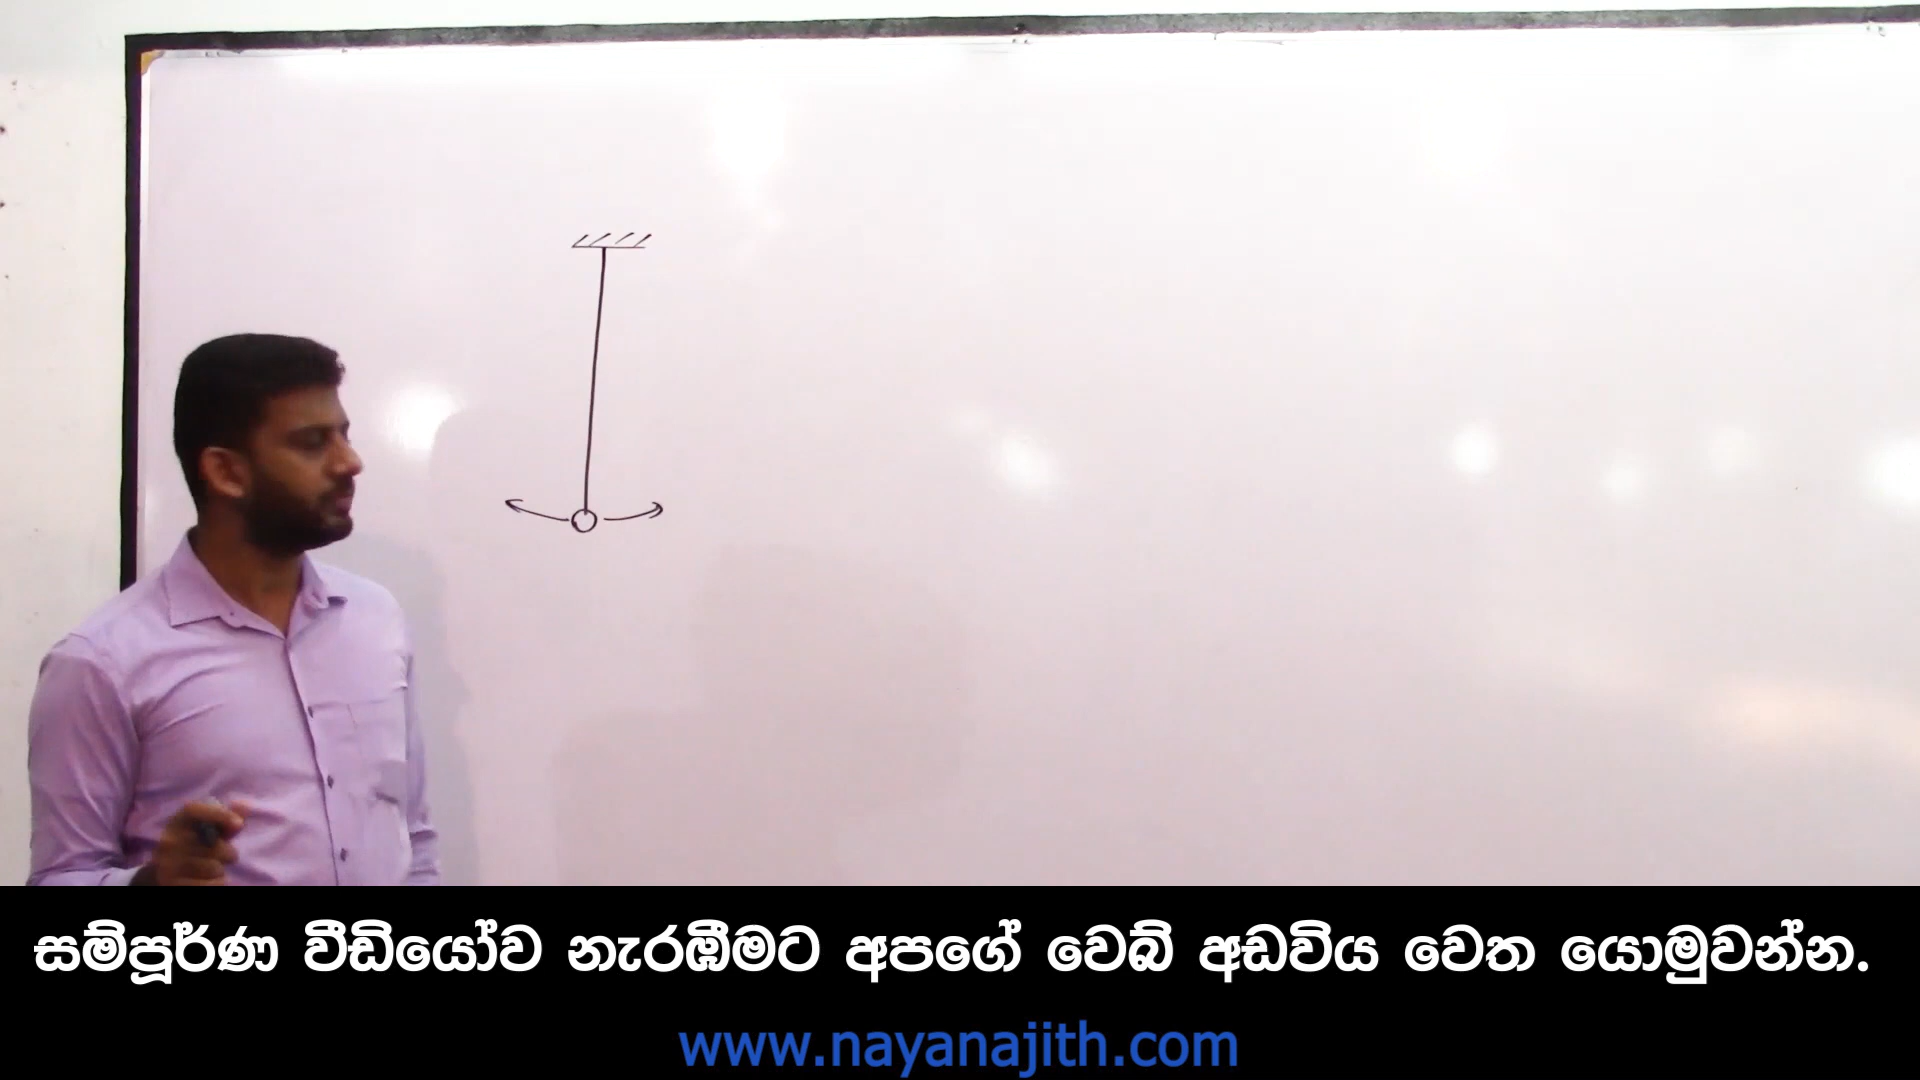 සම්පූර්ණ වීඩියෝව නැරඹීමට අපගේ වෙබ් අඩවිය වෙත යොමුවන්න.
www.nayanajith.com